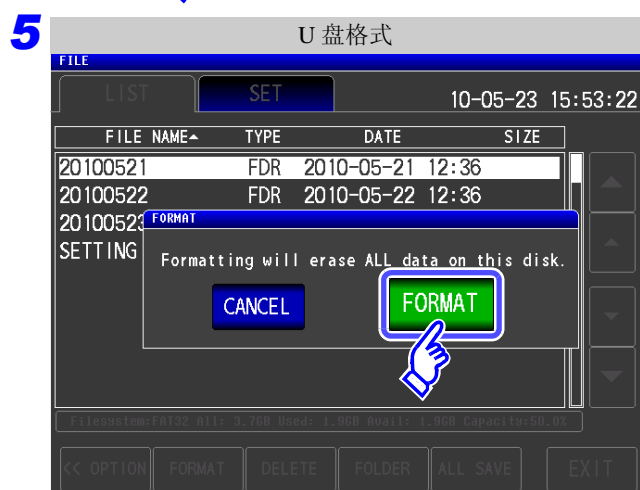 5
U 盘格式
FILE
LIST SET 10-05-23 15:53:22
FILE NAME TYPE DATE SIZE
20100521 FDR 2010-05-21 12:36
20100522 FDR 2010-05-22 12:36
20100523
FORMAT
SETTING
Formatting will erase ALL data on this disk.
CANCEL FORMAT
Filesystem:FAT32 All: 3.7GB Used: 1.9GB Avail: 1.9GB Capacity:50.0%
<< OPTION FORMAT DELETE FOLDER ALL SAVE EXIT